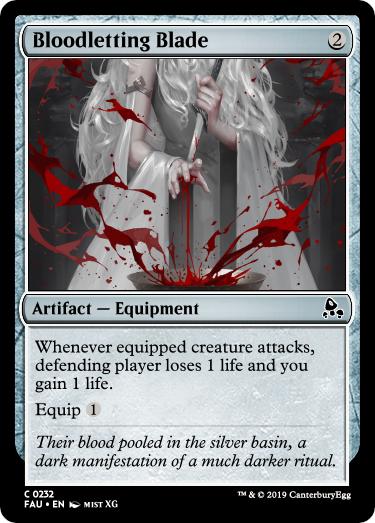 Bloodletting Blade 2
Artifact — Equipment
Whenever equipped creature attacks,
defending player loses 1 life and you
gain 1 life.
Equip 1
Their blood pooled in the silver basin, a
dark manifestation of a much darker ritual.
C 0232
FAU • EN MIST XG
™ & © 2019 CanterburyEgg